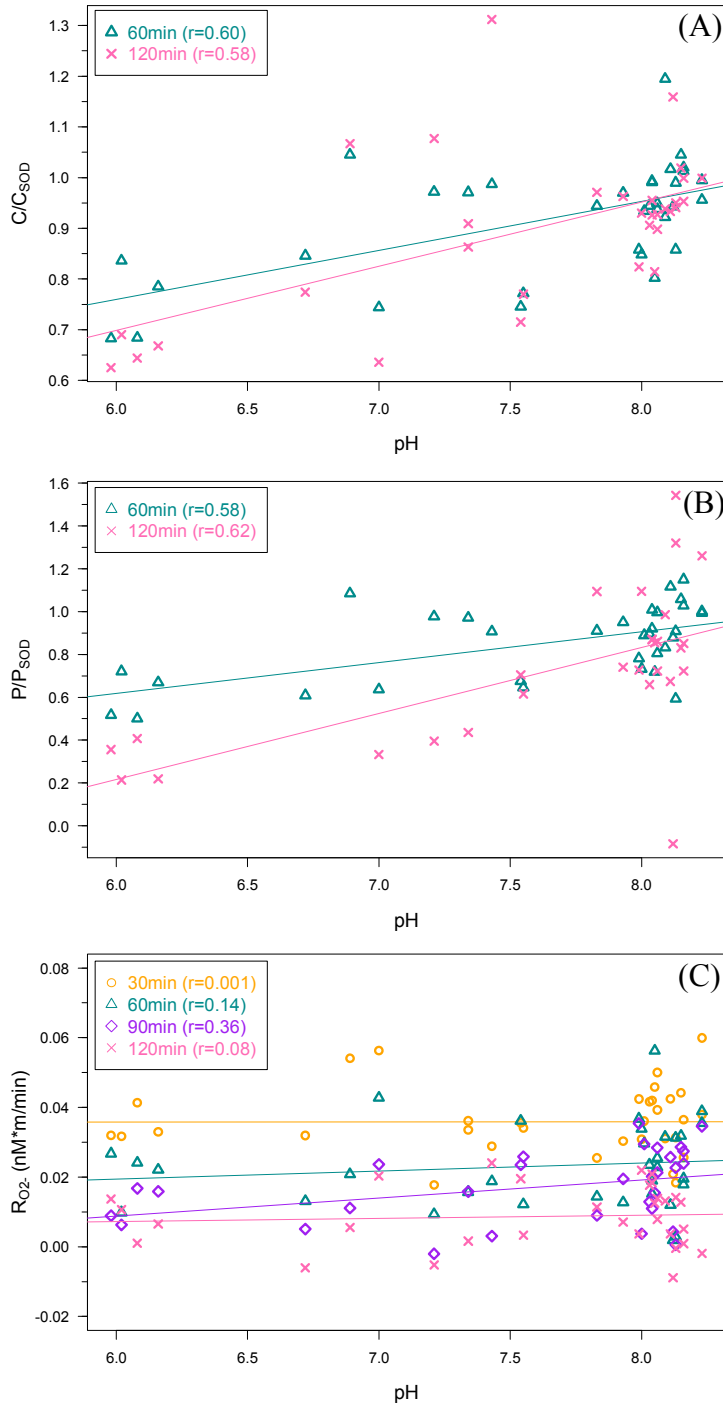 (A)
60min (r=0.60)
120min (r=0.58)
1.3
1.2
1.1
1.0
0.9
0.8
0.7
0.6
C/C_SOD
6.0 6.5 7.0 7.5 8.0
pH
(B)
60min (r=0.58)
120min (r=0.62)
1.6
1.4
1.2
1.0
0.8
0.6
0.4
0.2
0.0
P/P_SOD
6.0 6.5 7.0 7.5 8.0
pH
(C)
30min (r=0.001)
60min (r=0.14)
90min (r=0.36)
120min (r=0.08)
0.08
0.06
0.04
0.02
0.00
-0.02
R_O2- (nM*m/min)
6.0 6.5 7.0 7.5 8.0
pH